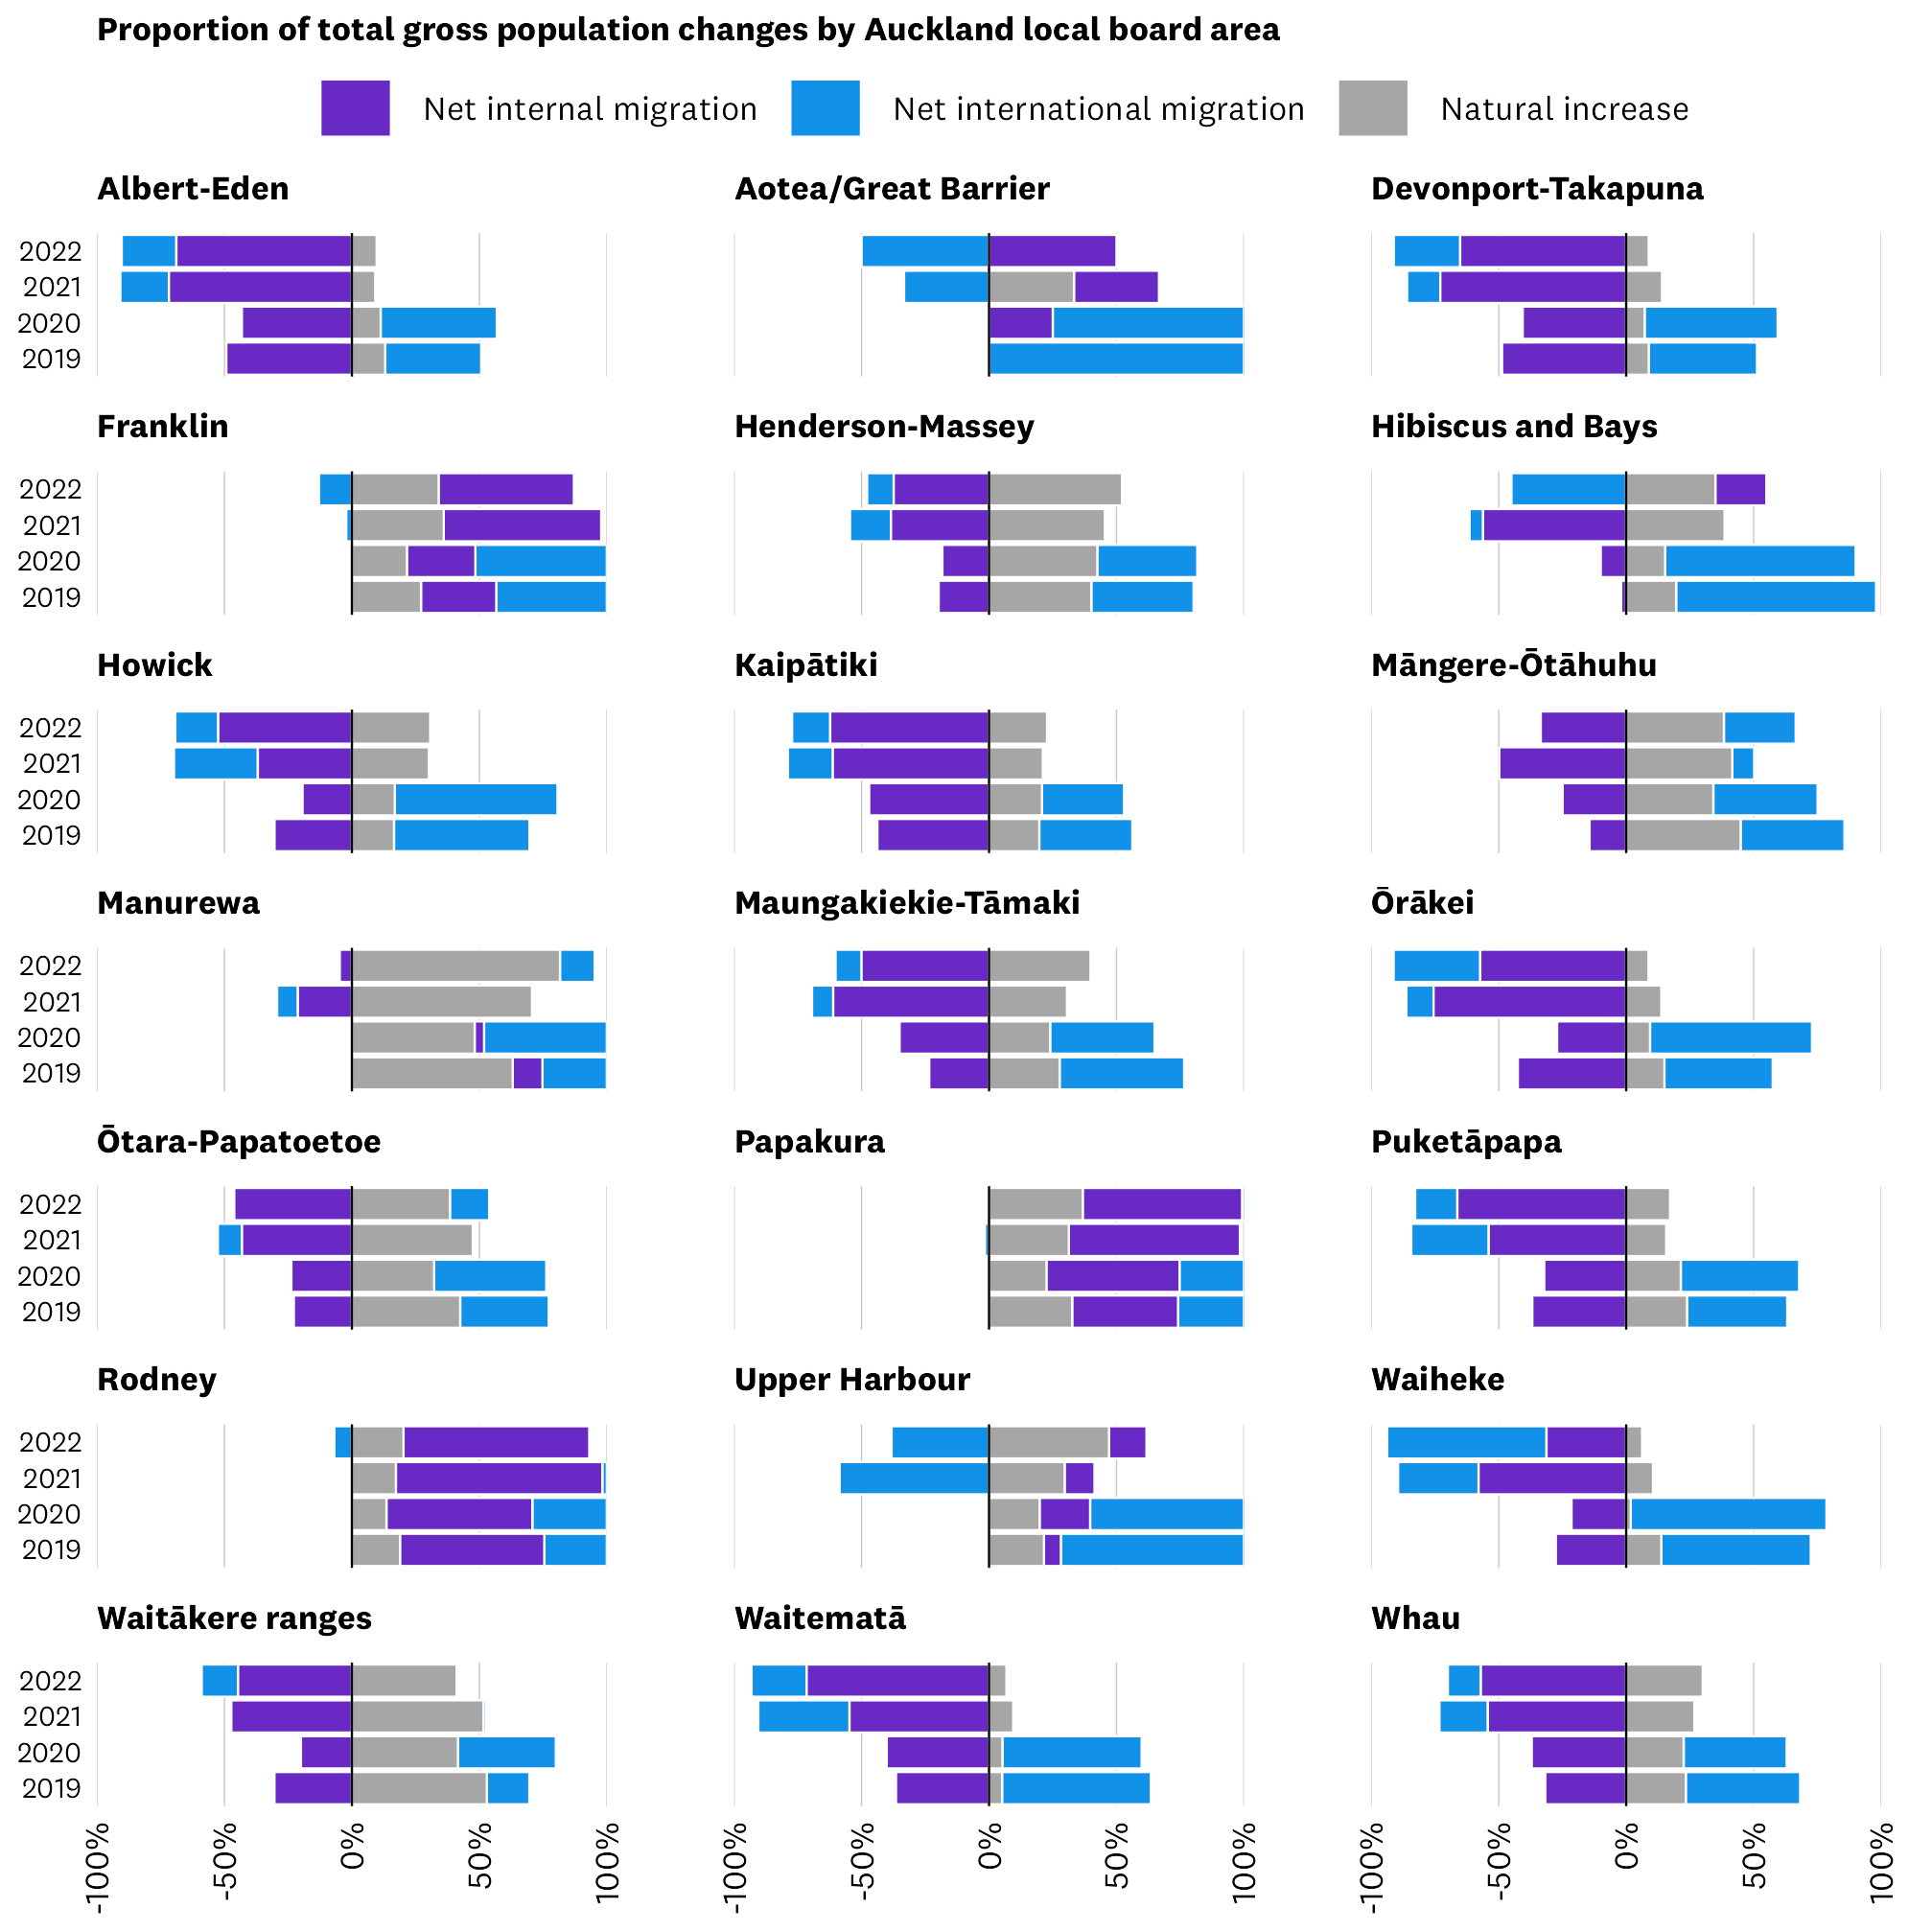 Proportion of total gross population changes by Auckland local board area
Net internal migration Net international migration Natural increase
Albert-Eden Aotea/Great Barrier Devonport-Takapuna
2022
2021
2020
2019
Franklin Henderson-Massey Hibiscus and Bays
2022
2021
2020
2019
Howick Kaipātiki Māngere-Ōtāhuhu
2022
2021
2020
2019
Manurewa Maungakiekie-Tāmaki Ōrākei
2022
2021
2020
2019
Ōtara-Papatoetoe Papakura Puketāpapa
2022
2021
2020
2019
Rodney Upper Harbour Waiheke
2022
2021
2020
2019
Waitākere ranges Waitematā Whau
2022
2021
2020
2019
-100% -50% 0% 50% 100% -100% -50% 0% 50% 100% -100% -50% 0% 50% 100%